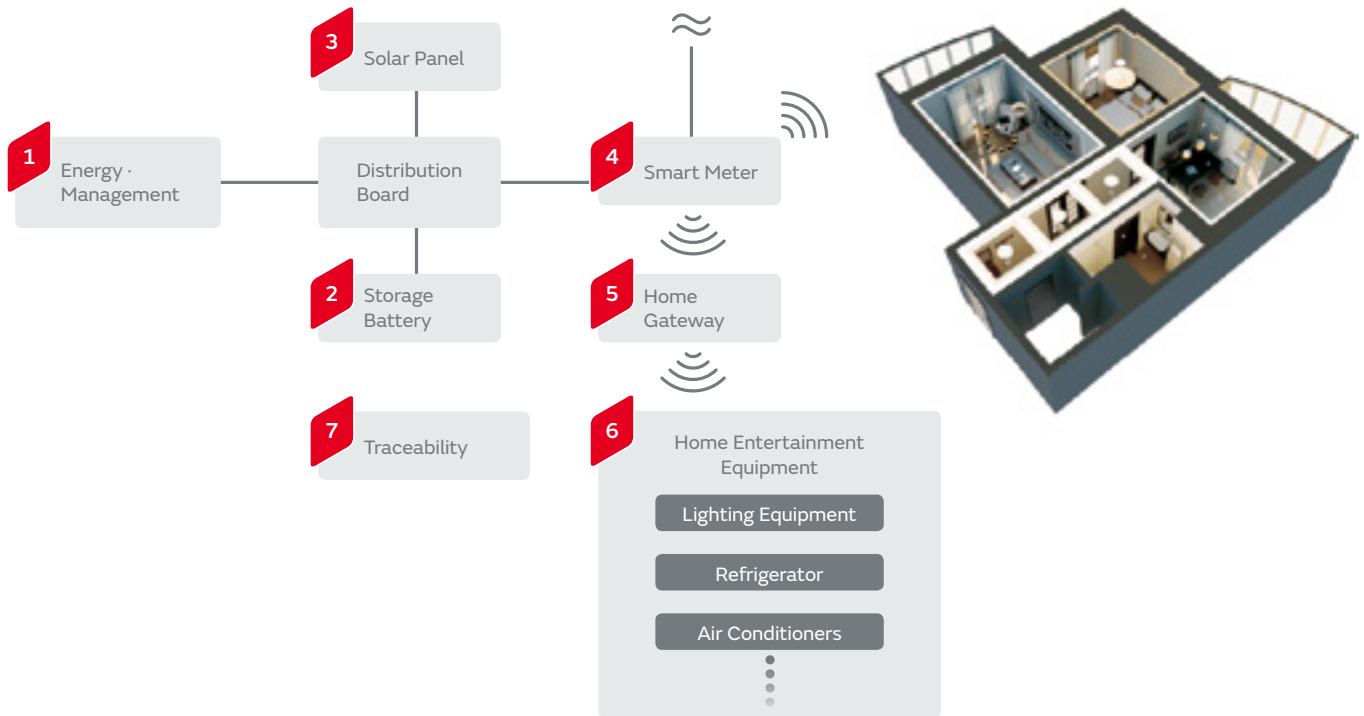 3
Solar Panel
1
Energy ·
Management
Distribution
Board
4
Smart Meter
2
Storage
Battery
5
Home
Gateway
7
Traceability
6
Home Entertainment
Equipment
Lighting Equipment
Refrigerator
Air Conditioners